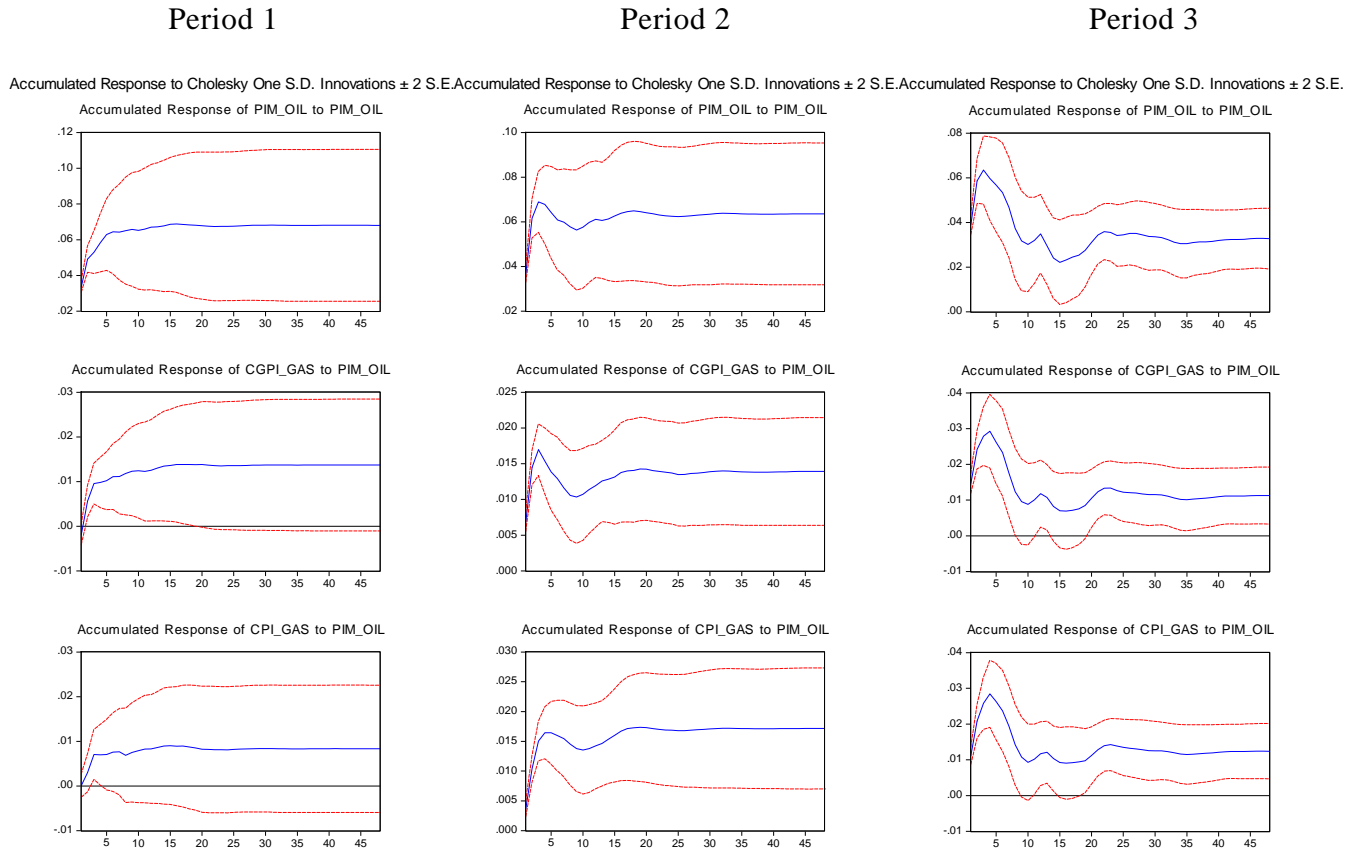 Period 1 Period 2 Period 3
Accumulated Response to Cholesky One S.D. Innovations ± 2 S.E. Accumulated Response to Cholesky One S.D. Innovations ± 2 S.E. Accumulated Response to Cholesky One S.D. Innovations ± 2 S.E.
Accumulated Response of PIM_OIL to PIM_OIL
.12
.10
.08
.06
.04
.02
5 10 15 20 25 30 35 40 45
Accumulated Response of PIM_OIL to PIM_OIL
.10
.08
.06
.04
.02
5 10 15 20 25 30 35 40 45
Accumulated Response of PIM_OIL to PIM_OIL
.08
.06
.04
.02
.00
5 10 15 20 25 30 35 40 45
Accumulated Response of CGPI_GAS to PIM_OIL
.03
.02
.01
.00
-.01
5 10 15 20 25 30 35 40 45
Accumulated Response of CGPI_GAS to PIM_OIL
.025
.020
.015
.010
.005
.000
5 10 15 20 25 30 35 40 45
Accumulated Response of CGPI_GAS to PIM_OIL
.04
.03
.02
.01
.00
-.01
5 10 15 20 25 30 35 40 45
Accumulated Response of CPI_GAS to PIM_OIL
.03
.02
.01
.00
-.01
5 10 15 20 25 30 35 40 45
Accumulated Response of CPI_GAS to PIM_OIL
.030
.025
.020
.015
.010
.005
.000
5 10 15 20 25 30 35 40 45
Accumulated Response of CPI_GAS to PIM_OIL
.04
.03
.02
.01
.00
-.01
5 10 15 20 25 30 35 40 45